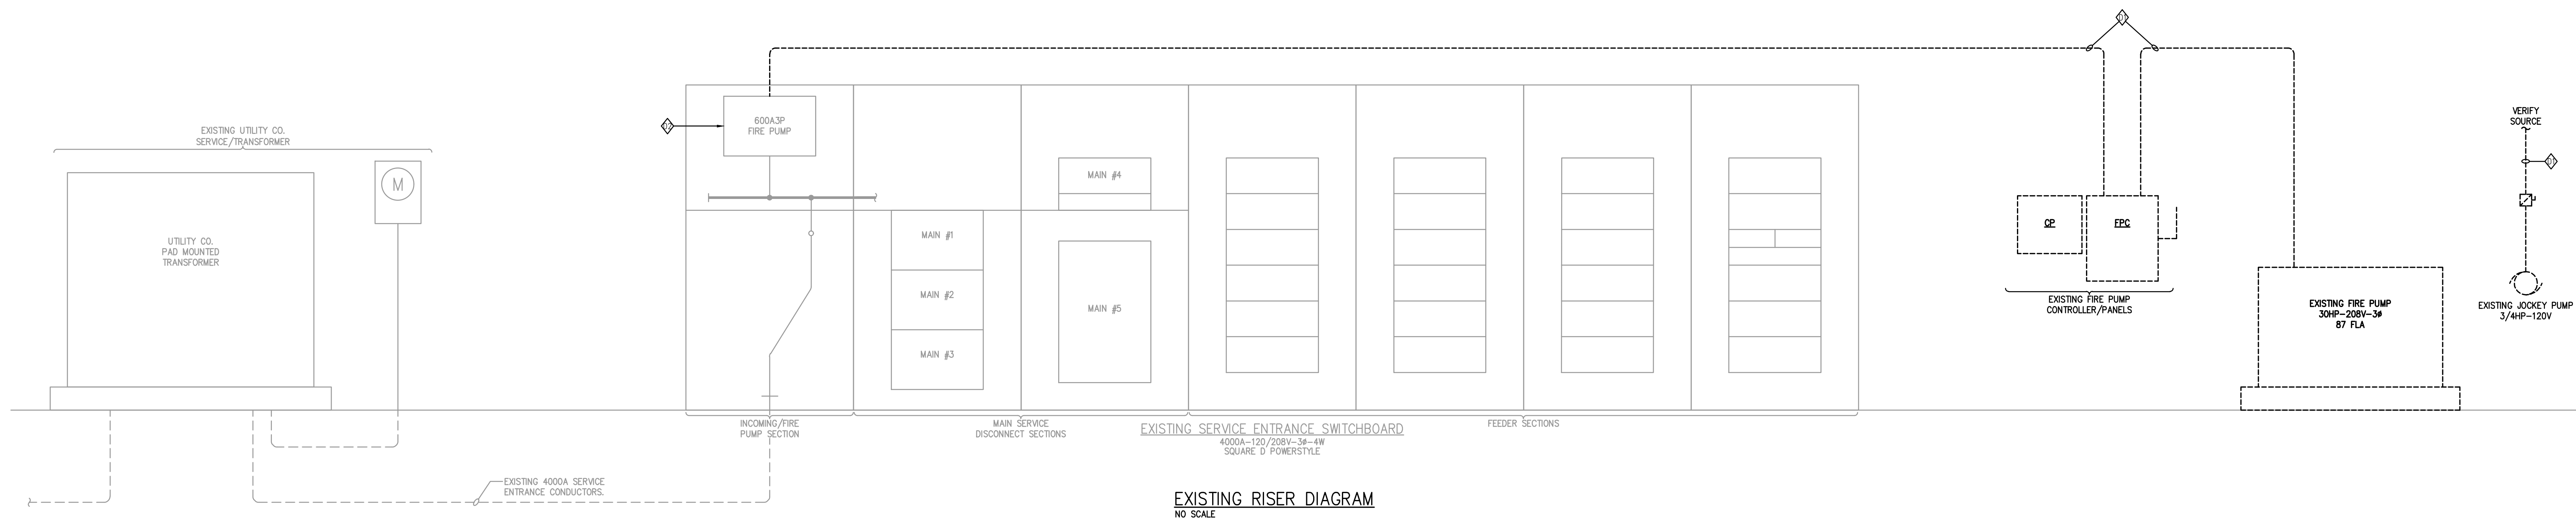 D1
VERIFY
SOURCE
D2
600A3P
FIRE PUMP
EXISTING UTILITY CO.
SERVICE/TRANSFORMER
M
D1
MAIN #4
CP
FPC
MAIN #1
UTILITY CO.
PAD MOUNTED
TRANSFORMER
MAIN #2
MAIN #5
EXISTING FIRE PUMP
CONTROLLER/PANELS
EXISTING FIRE PUMP
30HP-208V-3ø
87 FLA
EXISTING JOCKEY PUMP
3/4HP-120V
MAIN #3
INCOMING/FIRE
PUMP SECTION
MAIN SERVICE
DISCONNECT SECTIONS
EXISTING SERVICE ENTRANCE SWITCHBOARD
4000A-120/208V-3ø-4W
SQUARE D POWERSTYLE
FEEDER SECTIONS
EXISTING 4000A SERVICE
ENTRANCE CONDUCTORS.
EXISTING RISER DIAGRAM
NO SCALE